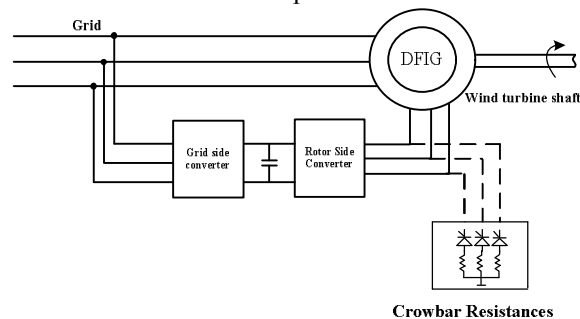 Grid
DFIG
Wind turbine shaft
Grid side
converter
Rotor Side
Converter
Crowbar Resistances